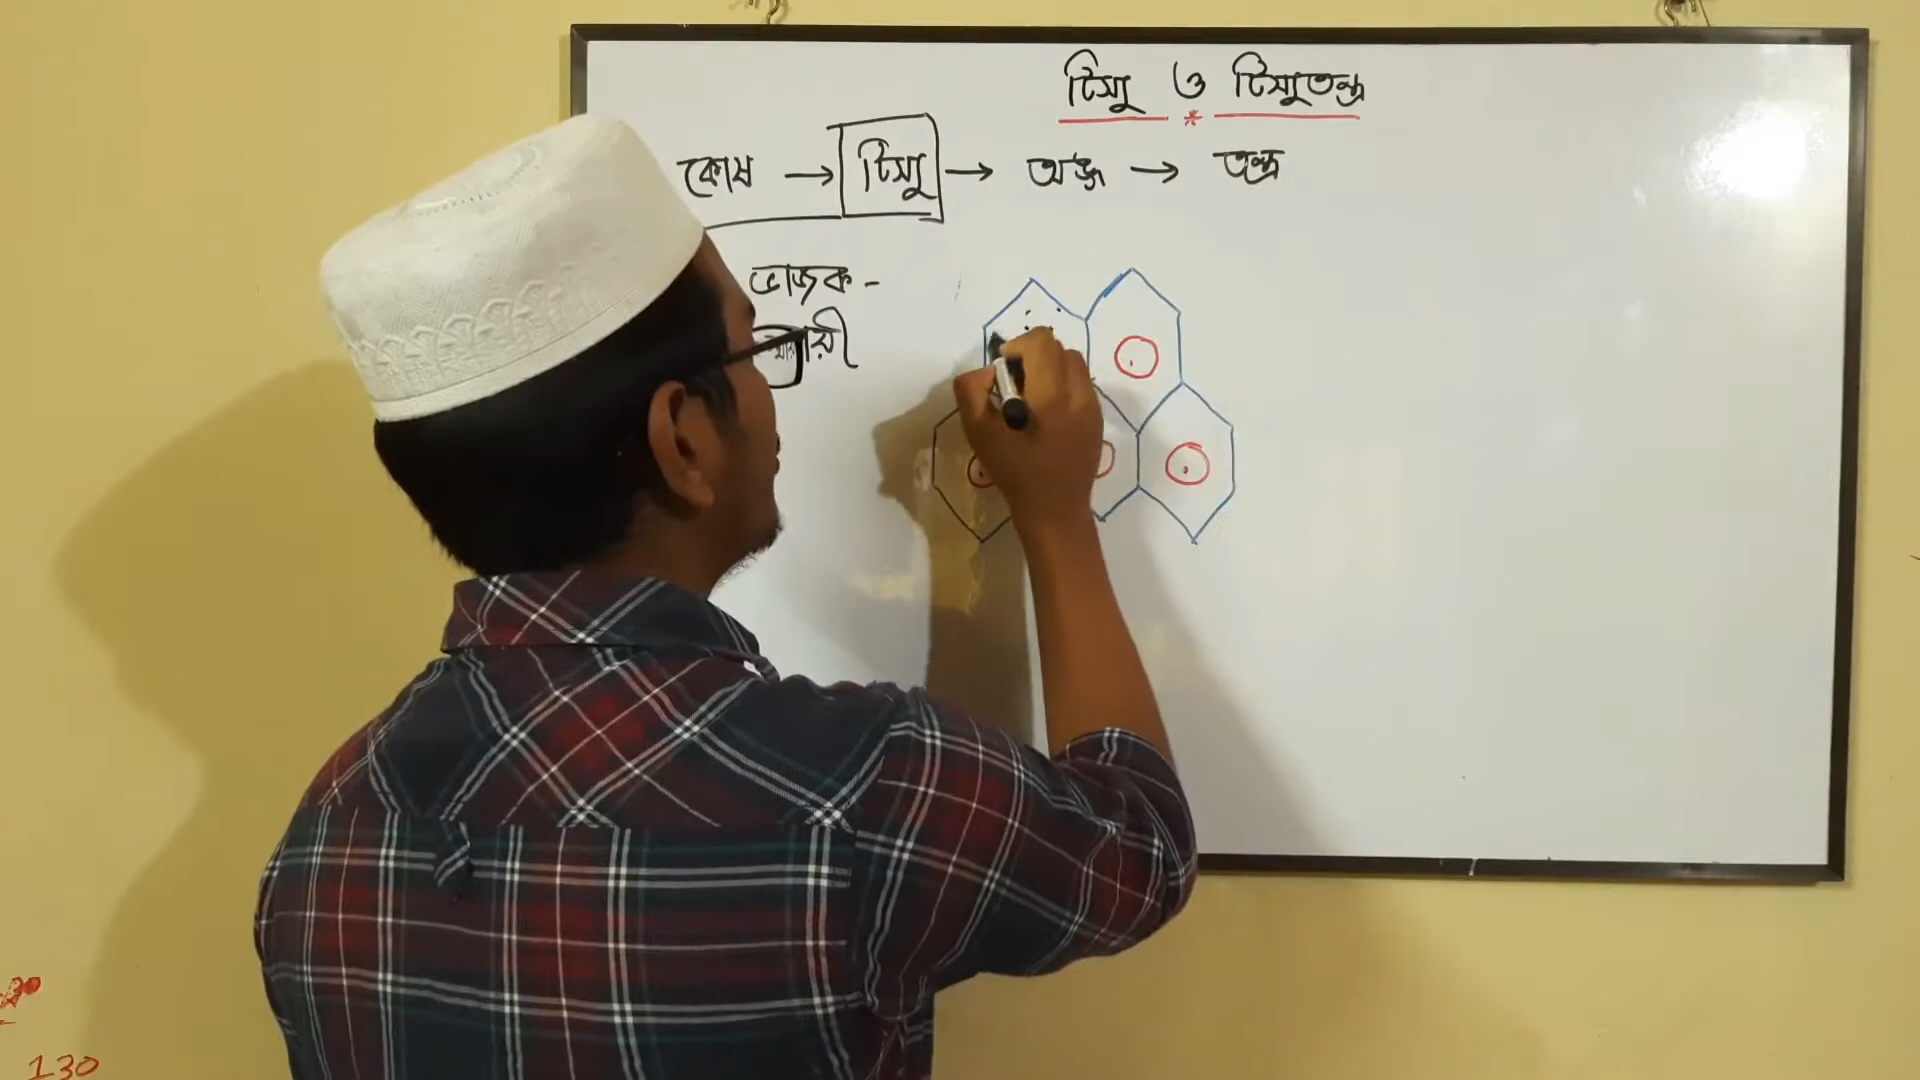 টিস্যু ও টিস্যুতন্ত্র
*
কোষ → টিস্যু → অঙ্গ → তন্ত্র
ভাজক -
130